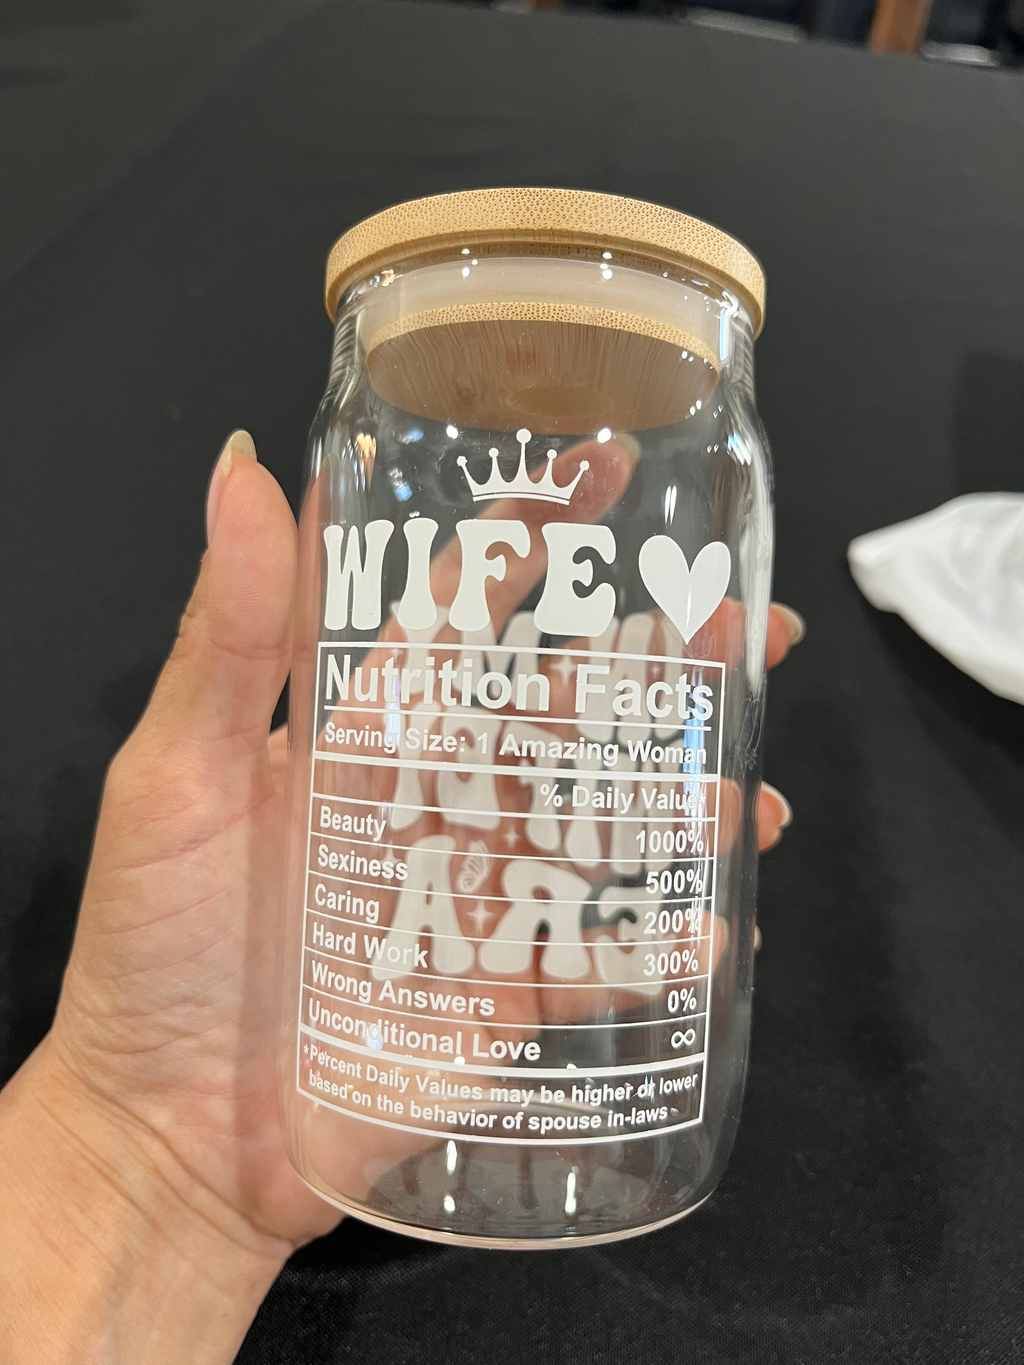 WIFE
Nutrition Facts
Serving Size: 1 Amazing Woman
% Daily Value*
Beauty 1000%
Sexiness 500%
Caring 200%
Hard Work 300%
Wrong Answers 0%
Unconditional Love ∞
*Percent Daily Values may be higher or lower
based on the behavior of spouse in-laws